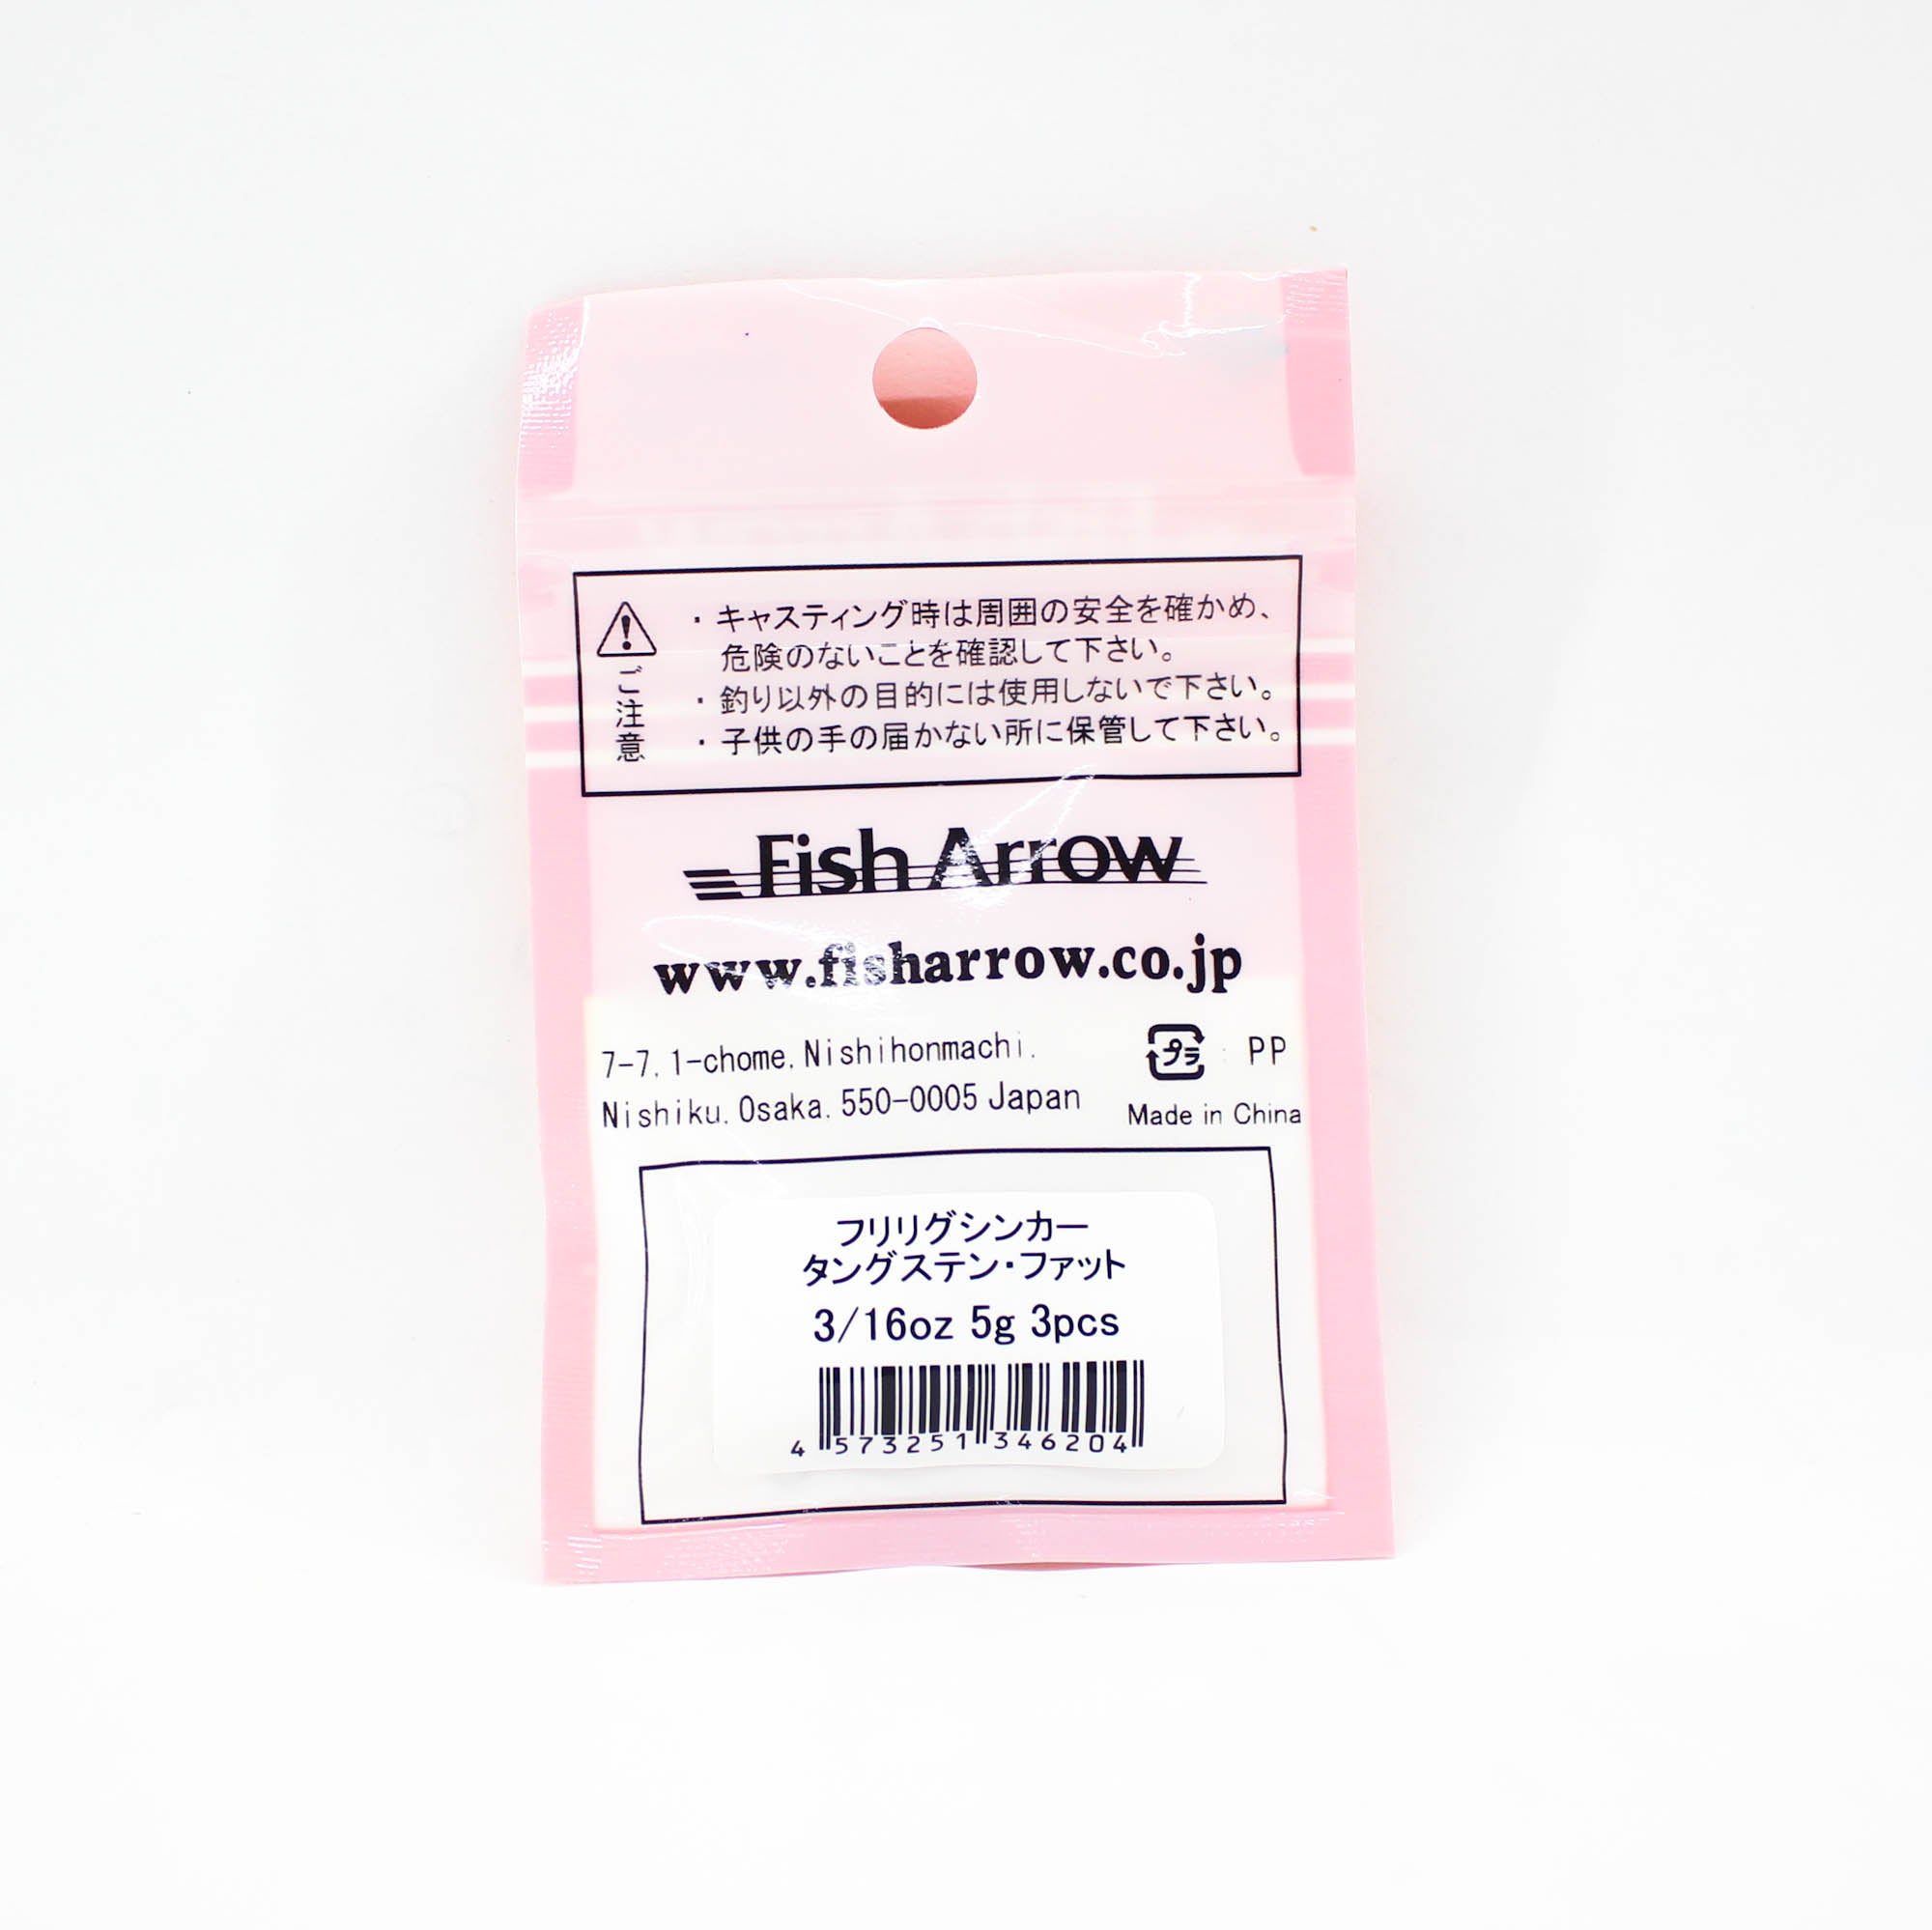 ・キャスティング時は周囲の安全を確かめ、
危険のないことを確認して下さい。
・釣り以外の目的には使用しないで下さい。
・子供の手の届かない所に保管して下さい。
ご注意
Fish Arrow
www.fisharrow.co.jp
7-7, 1-chome, Nishihonmachi,
Nishiku, Osaka, 550-0005 Japan
プラ : PP
Made in China
フリリグシンカー
タングステン・ファット
3/16oz 5g 3pcs
4 573251 346204